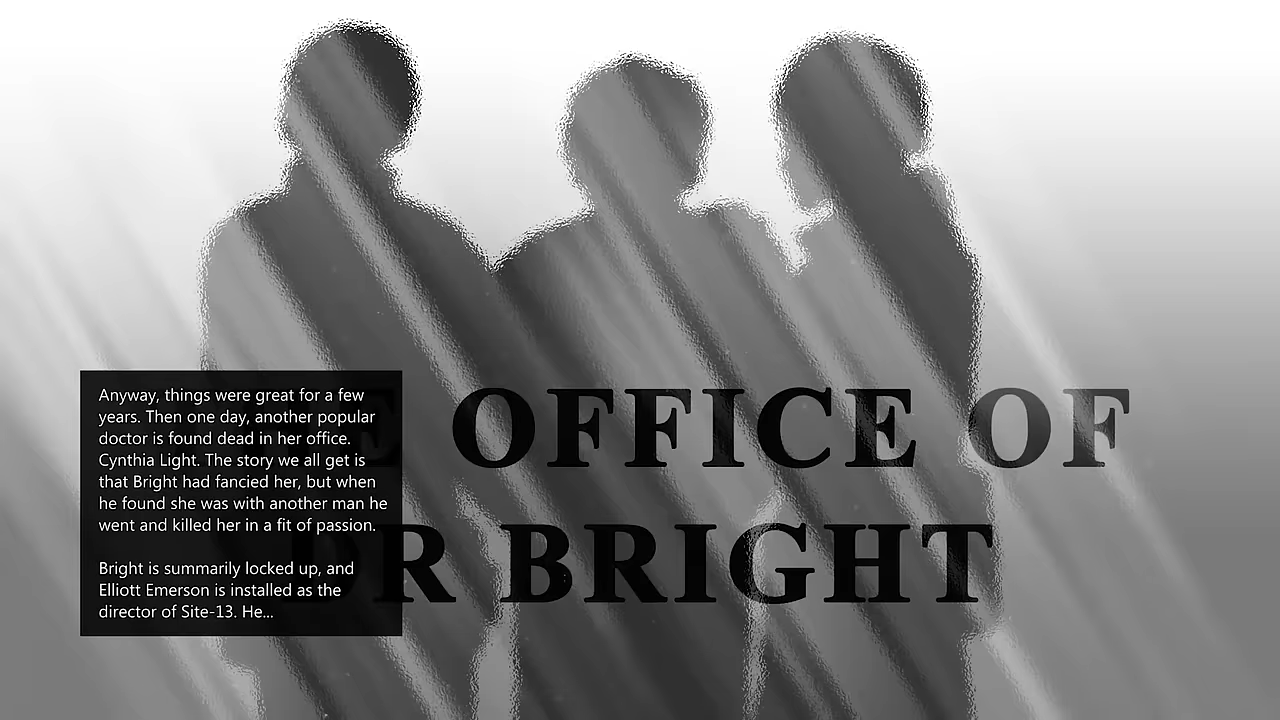 Anyway, things were great for a few
years. Then one day, another popular
doctor is found dead in her office.
Cynthia Light. The story we all get is
that Bright had fancied her, but when
he found she was with another man he
went and killed her in a fit of passion.
Bright is summarily locked up, and
Elliott Emerson is installed as the
director of Site-13. He...
OFFICE OF
DR BRIGHT